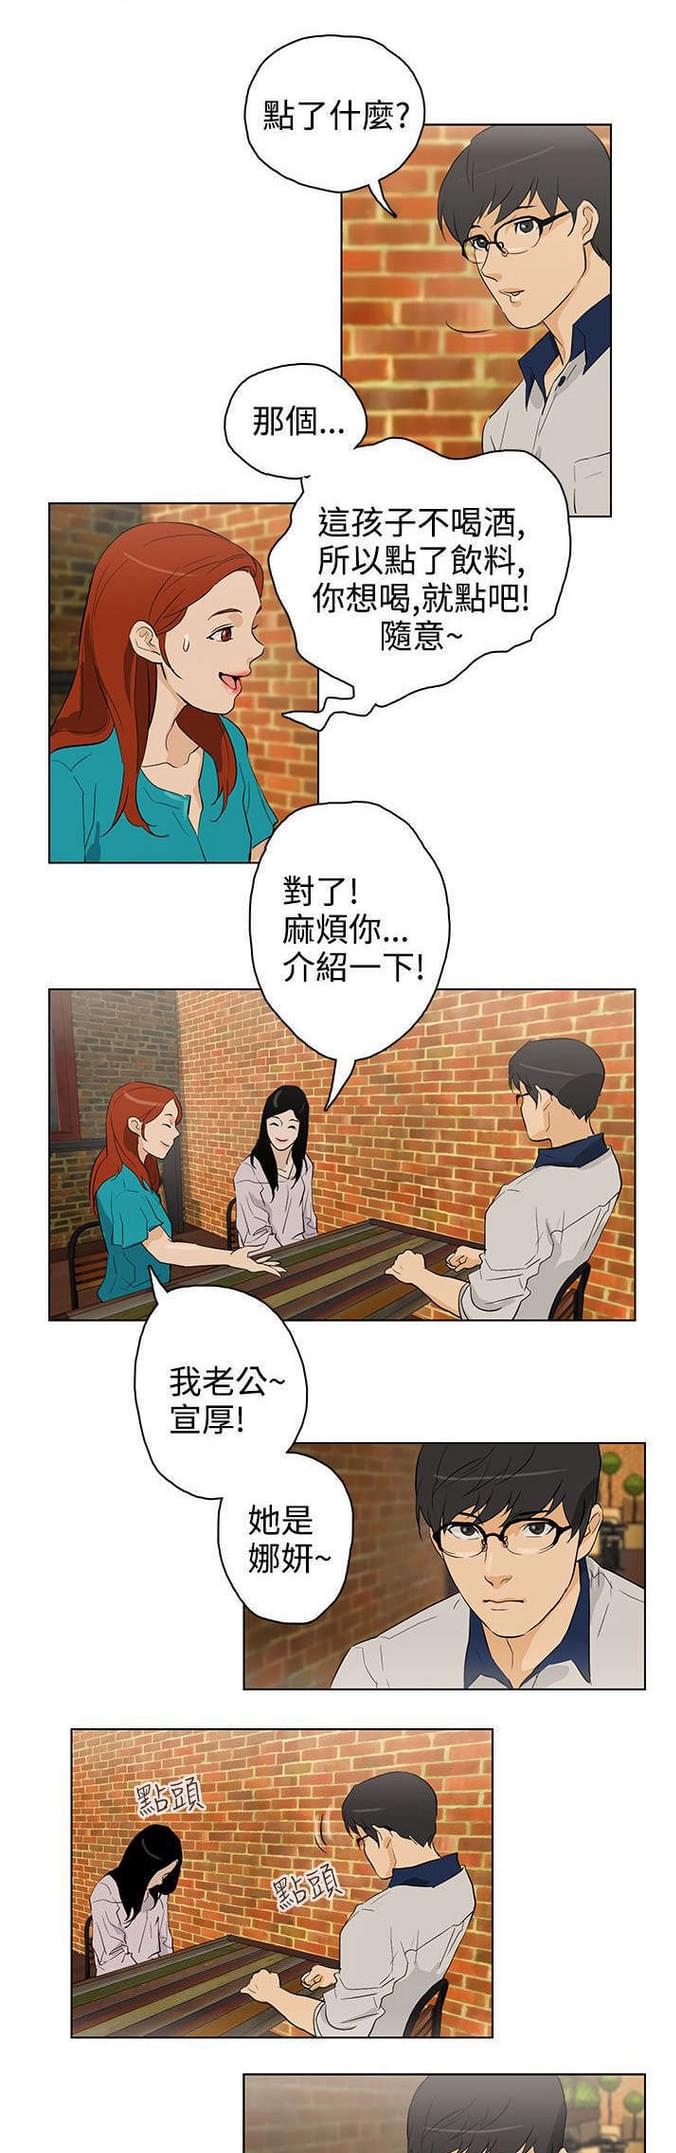 點了什麼?
那個...
這孩子不喝酒,
所以點了飲料,
你想喝,就點吧!
隨意~
對了!
麻煩你...
介紹一下!
我老公~
宣厚!
她是
娜妍~
點頭
點頭